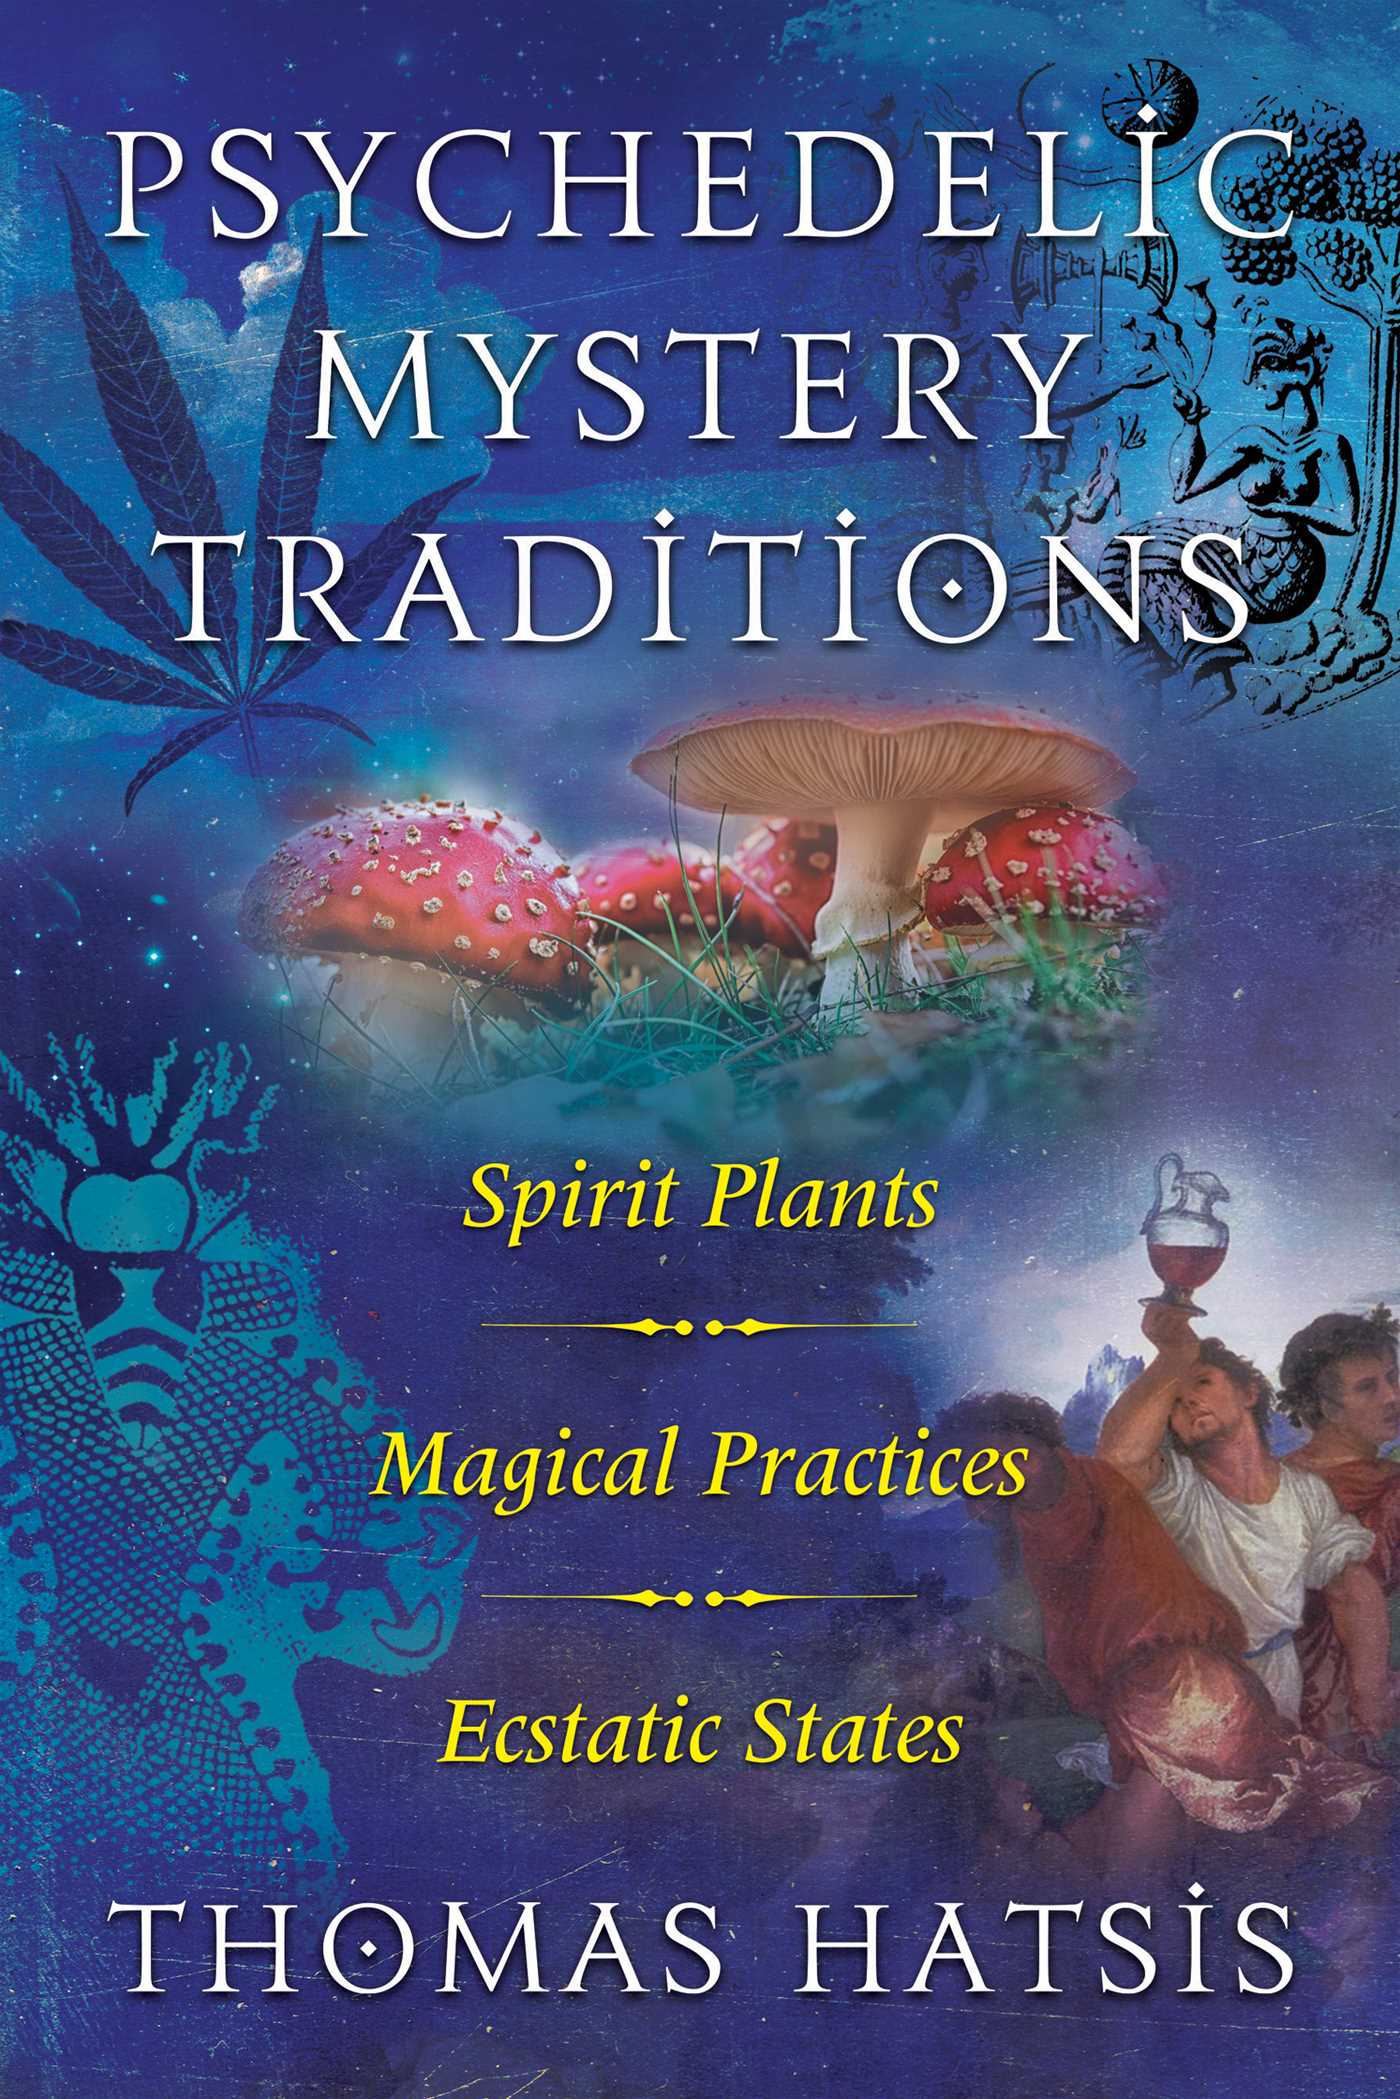 PSYCHEDELIC
MYSTERY
TRADITIONS
Spirit Plants
Magical Practices
Ecstatic States
THOMAS HATSIS